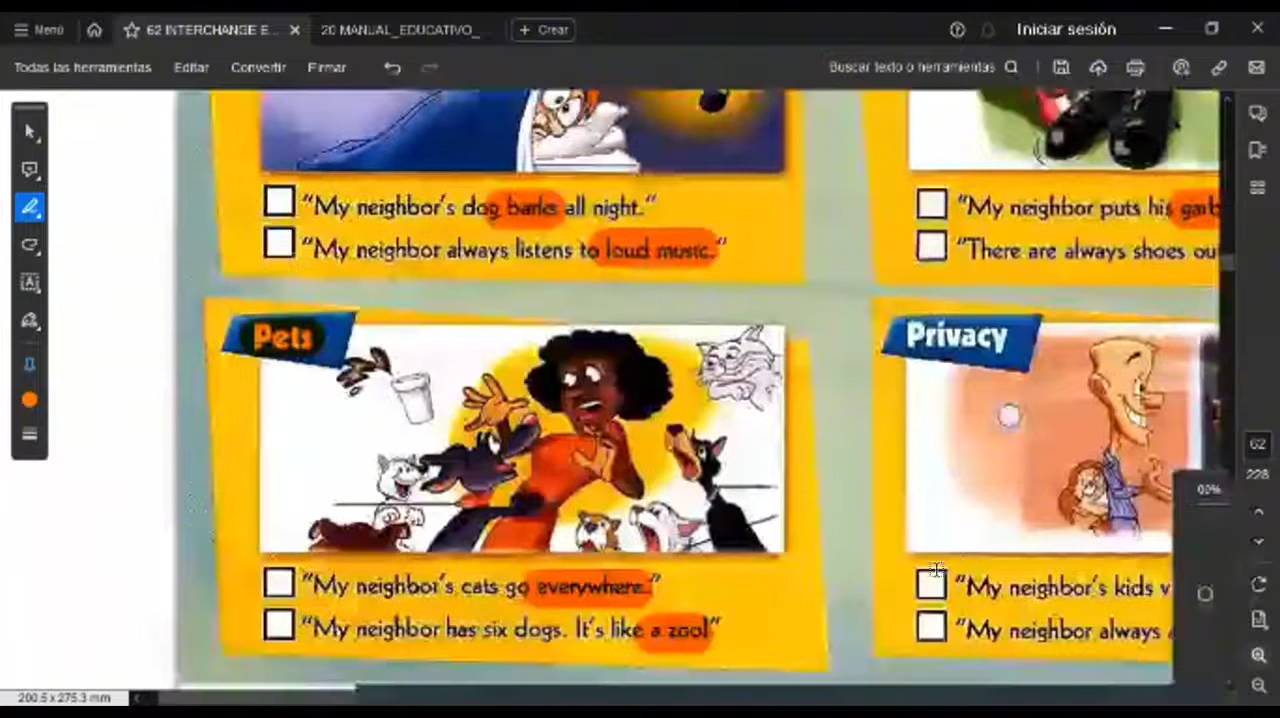 Menú
62 INTERCHANGE E...
20 MANUAL_EDUCATIVO_
+ Crear
Iniciar sesión
Todas las herramientas
Editar
Convertir
Firmar
Buscar texto o herramientas
"My neighbor's dog barks all night."
"My neighbor always listens to loud music."
"My neighbor puts his garb
"There are always shoes ou
Pets
Privacy
"My neighbor's cats go everywhere."
"My neighbor has six dogs. It's like a zoo!"
"My neighbor's kids
"My neighbor always
62
228
200.5 x 275.3 mm